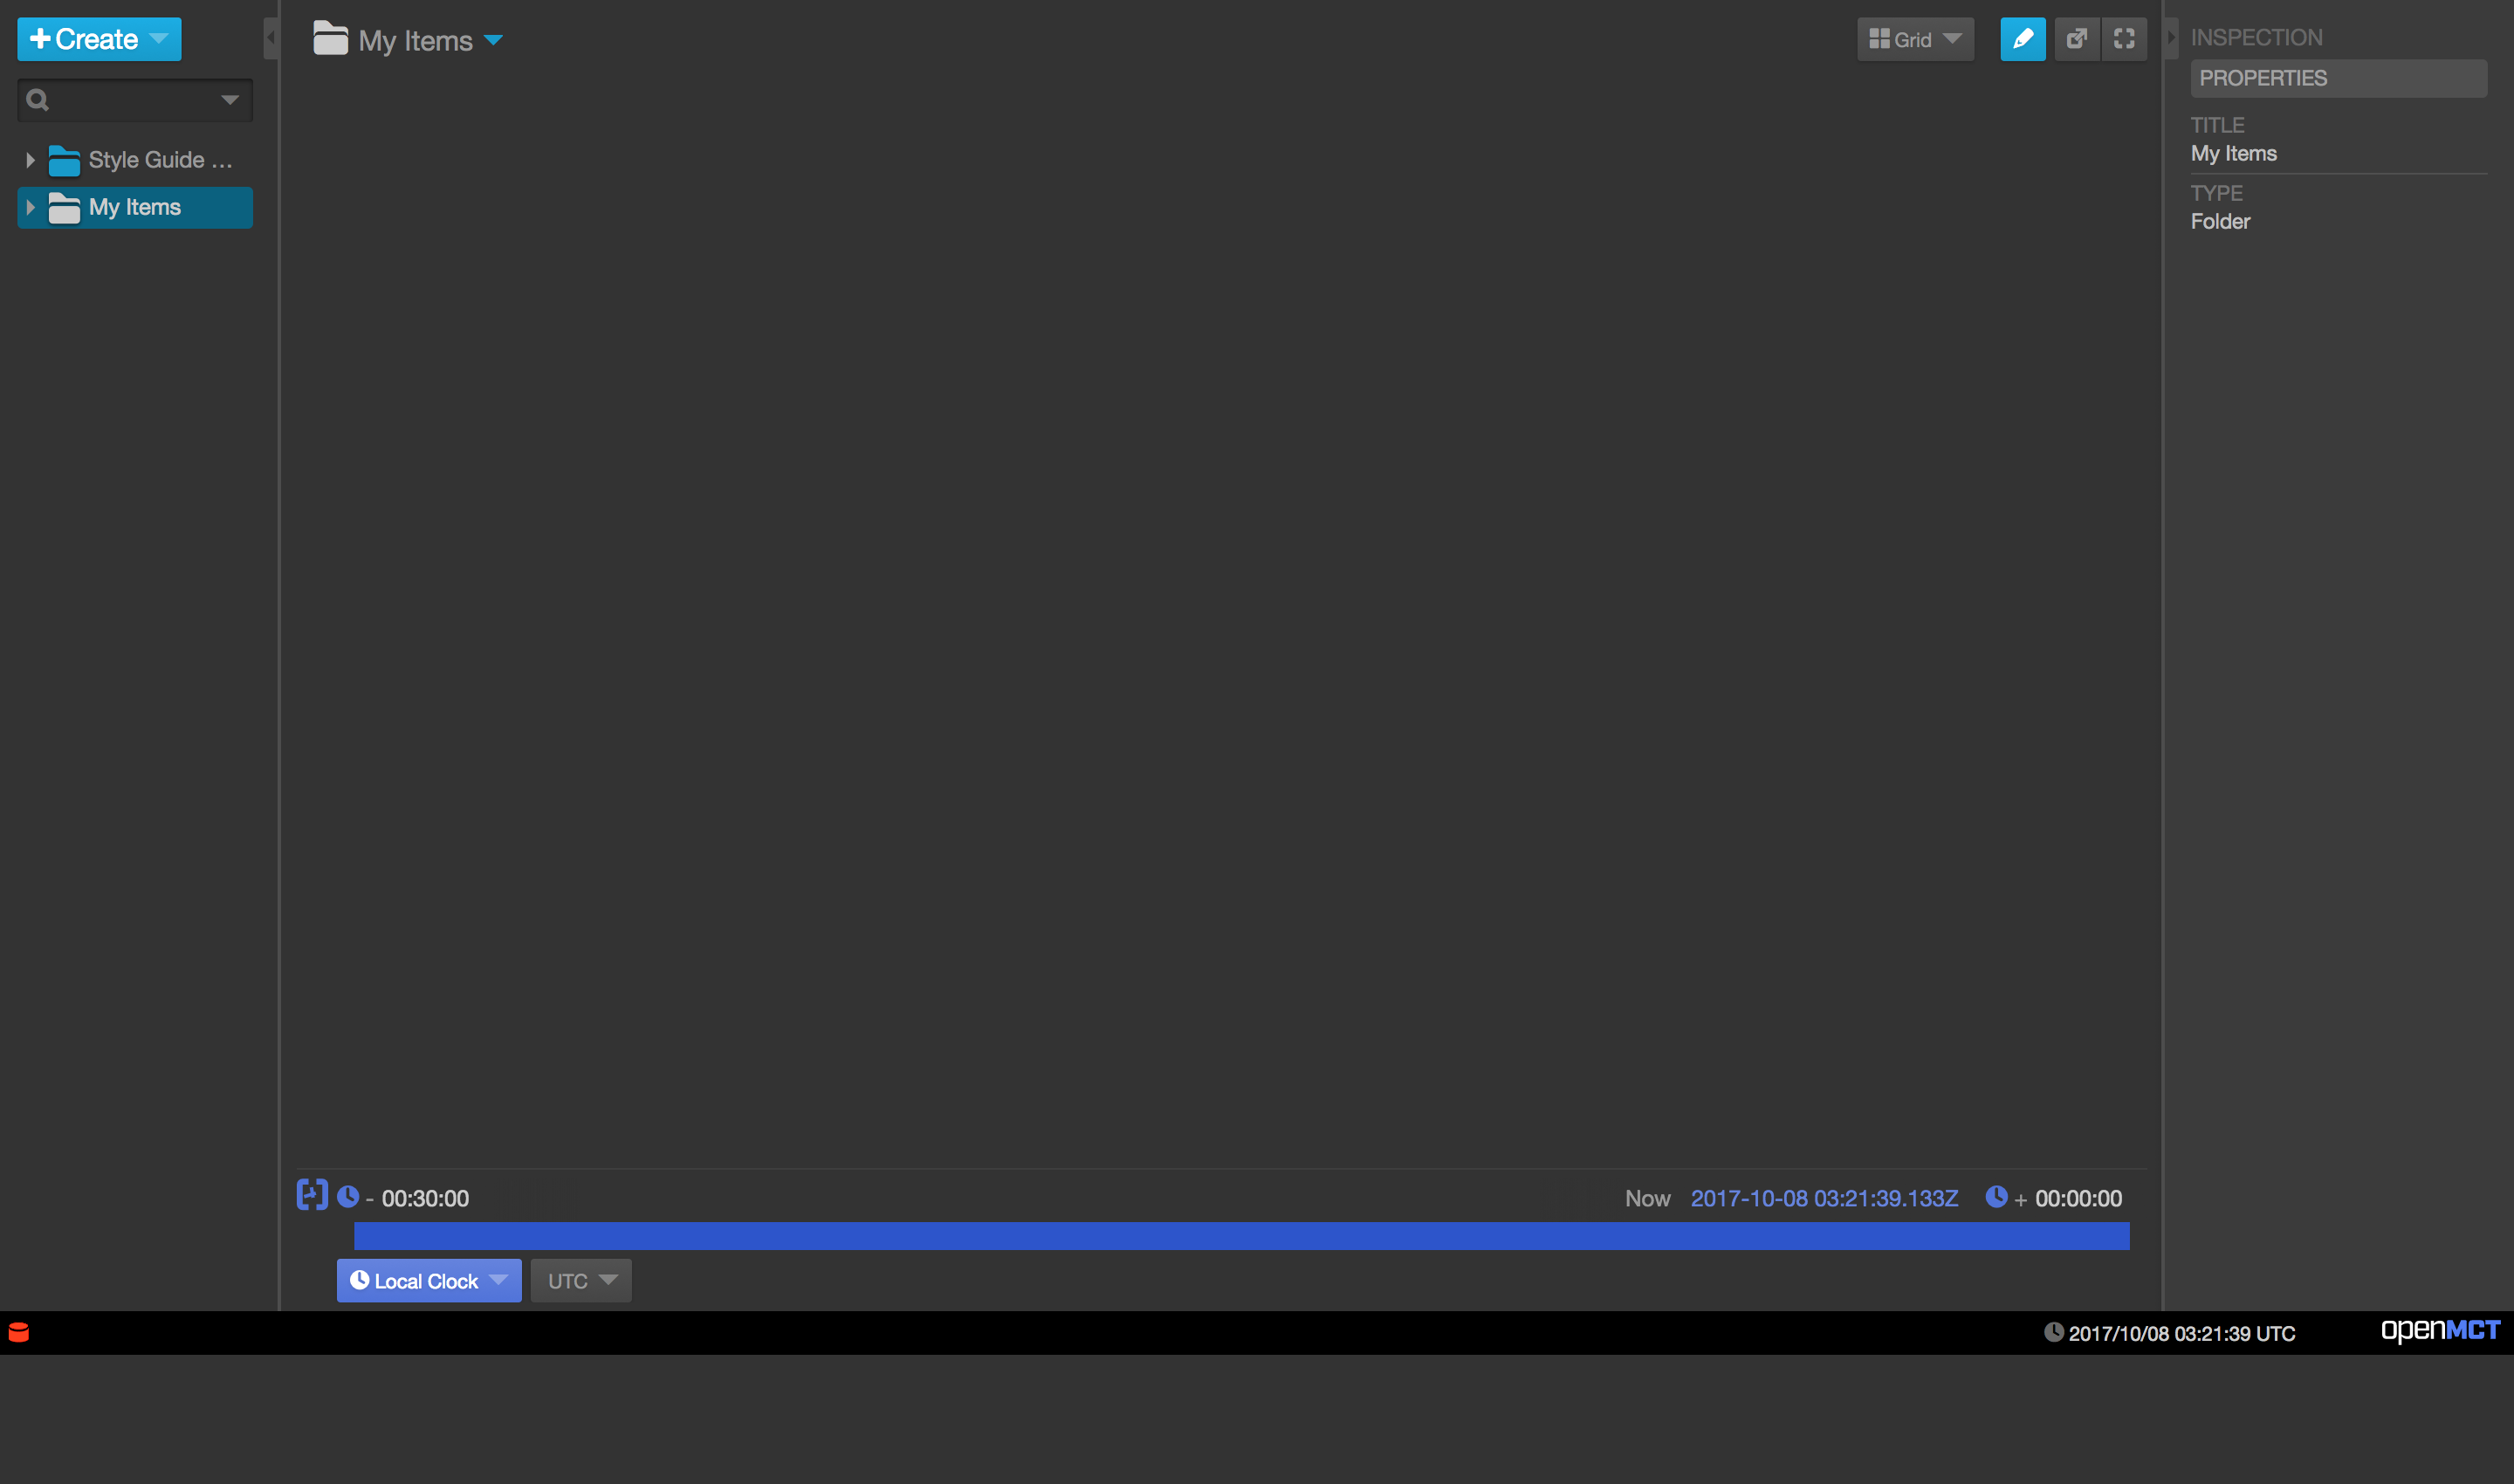 Create
Style Guide ...
My Items
My Items
Grid
INSPECTION
PROPERTIES
TITLE
My Items
TYPE
Folder
- 00:30:00
Now 2017-10-08 03:21:39.133Z + 00:00:00
Local Clock UTC
2017/10/08 03:21:39 UTC openMCT